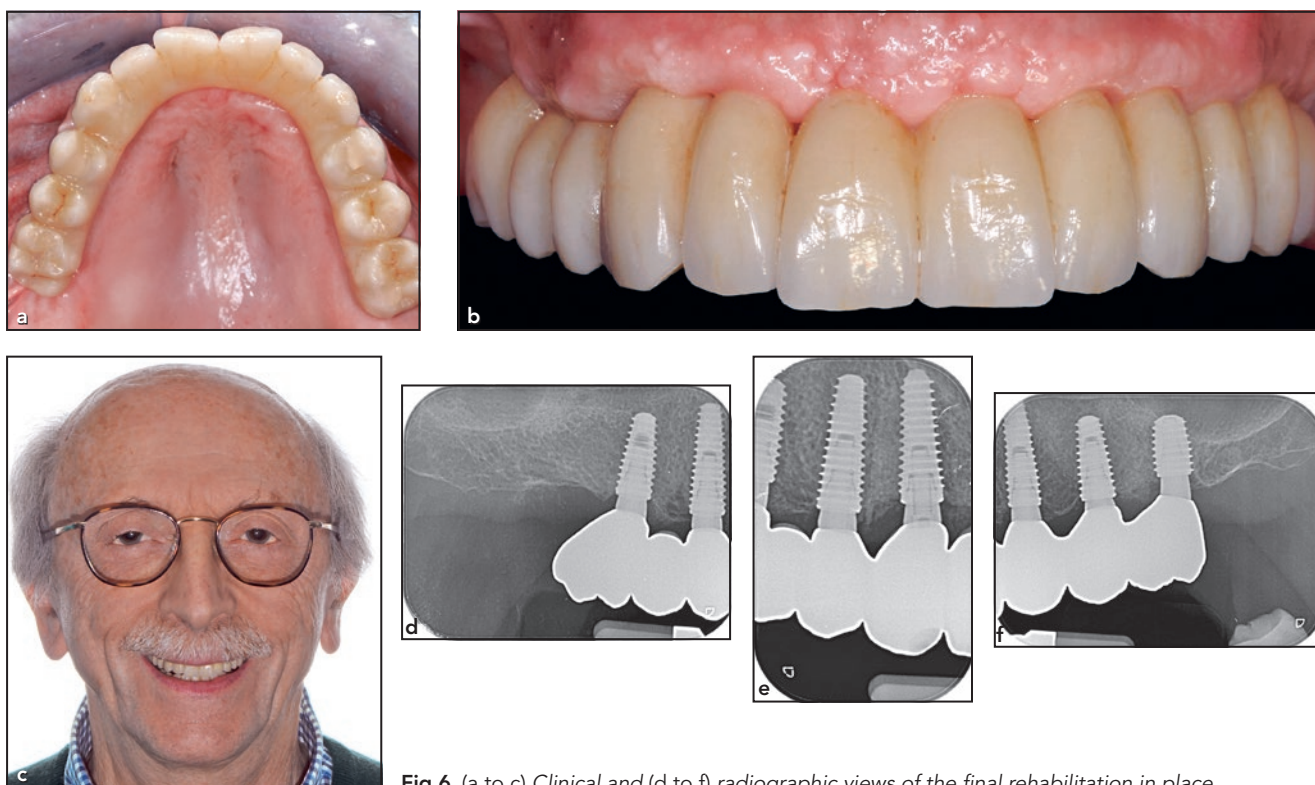 a
b
c
d
e
f
Fig 6 (a to c) Clinical and (d to f) radiographic views of the final rehabilitation in place.